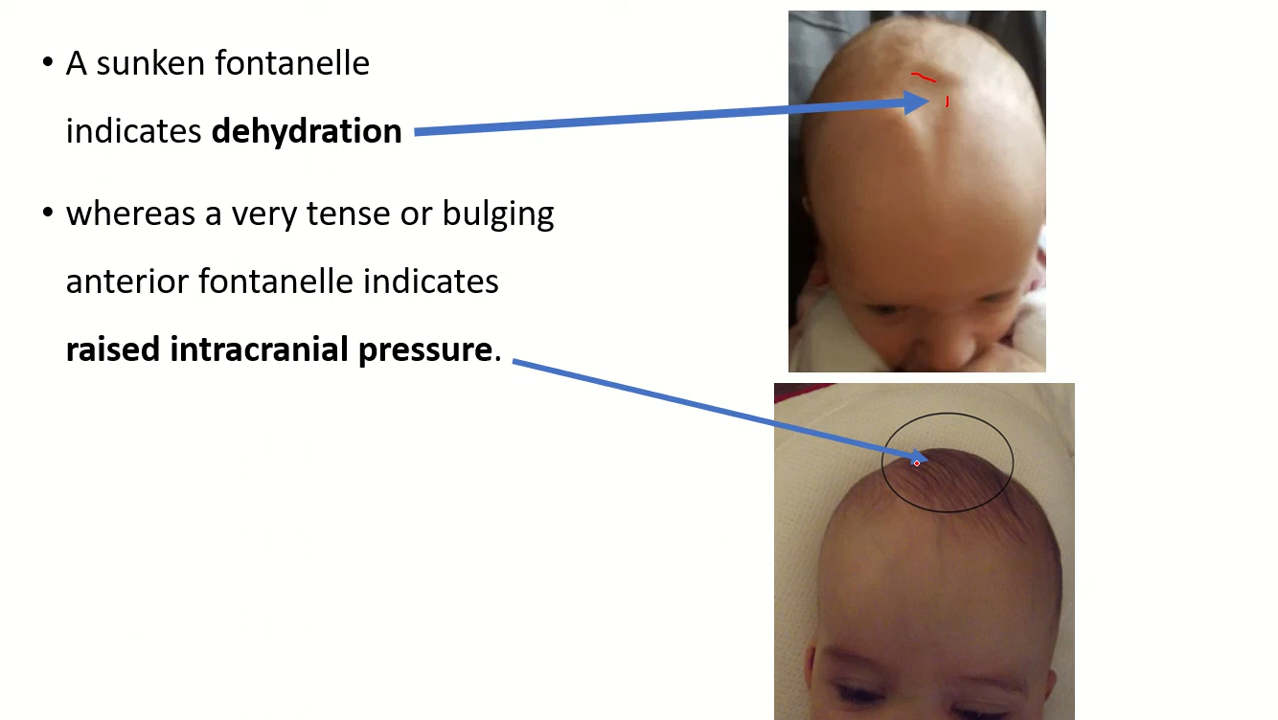 • A sunken fontanelle
indicates dehydration
• whereas a very tense or bulging
anterior fontanelle indicates
raised intracranial pressure.